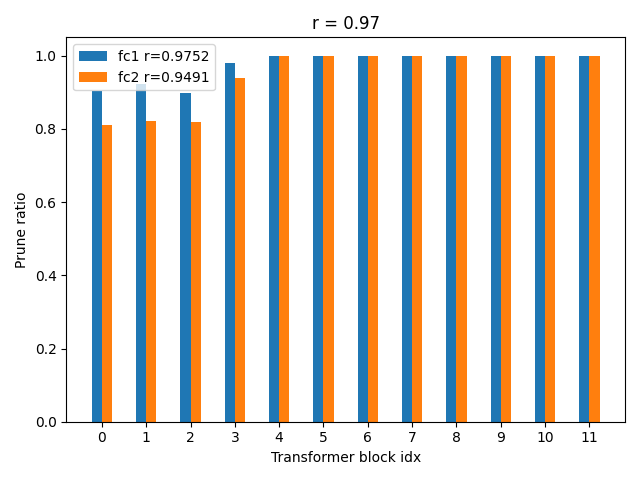 r = 0.97
fc1 r=0.9752
fc2 r=0.9491
Prune ratio
1.0
0.8
0.6
0.4
0.2
0.0
0 1 2 3 4 5 6 7 8 9 10 11
Transformer block idx